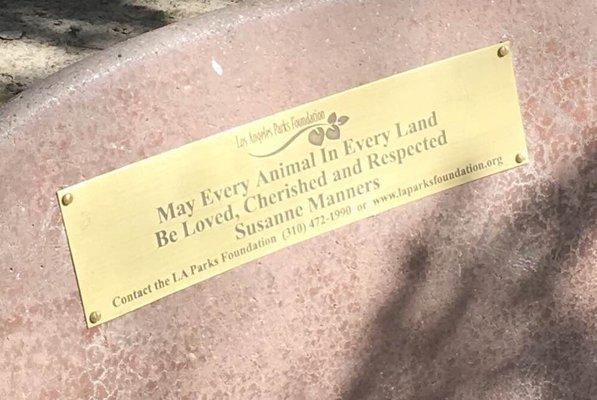 Los Angeles Parks Foundation
May Every Animal In Every Land
Be Loved, Cherished and Respected
Susanne Manners
Contact the LA Parks Foundation (310) 472-1990 or www.laparksfoundation.org